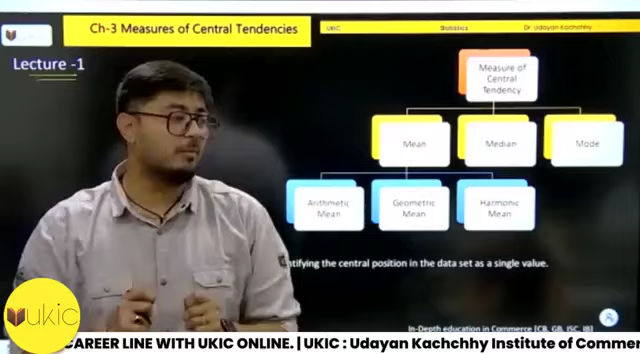 Ch-3 Measures of Central Tendencies
UKIC
Statistics
Dr. Udayan Kachchhy
Lecture -1
Measure of
Central
Tendency
Mean
Median
Mode
Arithmetic
Mean
Geometric
Mean
Harmonic
Mean
the central position in the data set as a single value.
ukic
In-Depth education in Commerce [CB, GB, ISC, IB]
CAREER LINE WITH UKIC ONLINE. | UKIC : Udayan Kachchhy Institute of Commer